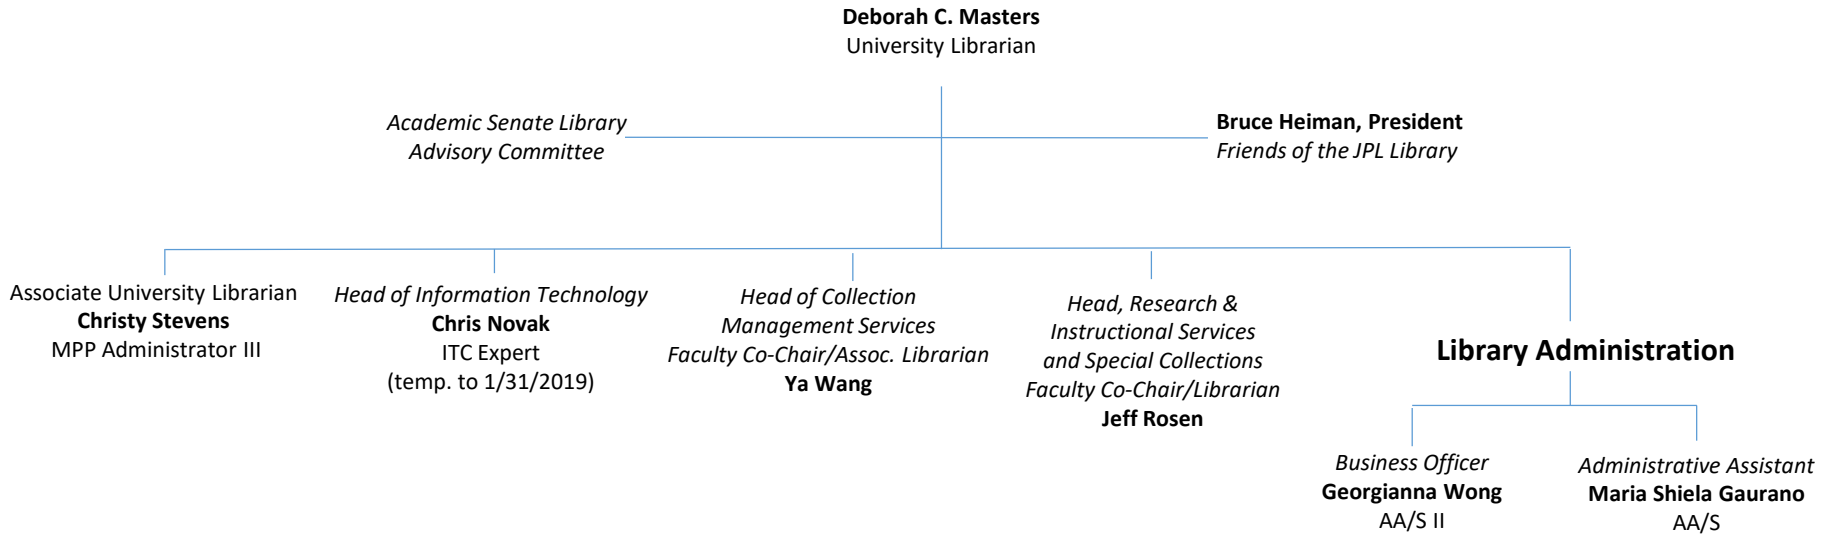 Deborah C. Masters
University Librarian
Academic Senate Library
Advisory Committee
Bruce Heiman, President
Friends of the JPL Library
Associate University Librarian
Christy Stevens
MPP Administrator III
Head of Information Technology
Chris Novak
ITC Expert
(temp. to 1/31/2019)
Head of Collection
Management Services
Faculty Co-Chair/Assoc. Librarian
Ya Wang
Head, Research &
Instructional Services
and Special Collections
Faculty Co-Chair/Librarian
Jeff Rosen
Library Administration
Business Officer
Georgianna Wong
AA/S II
Administrative Assistant
Maria Shiela Gaurano
AA/S